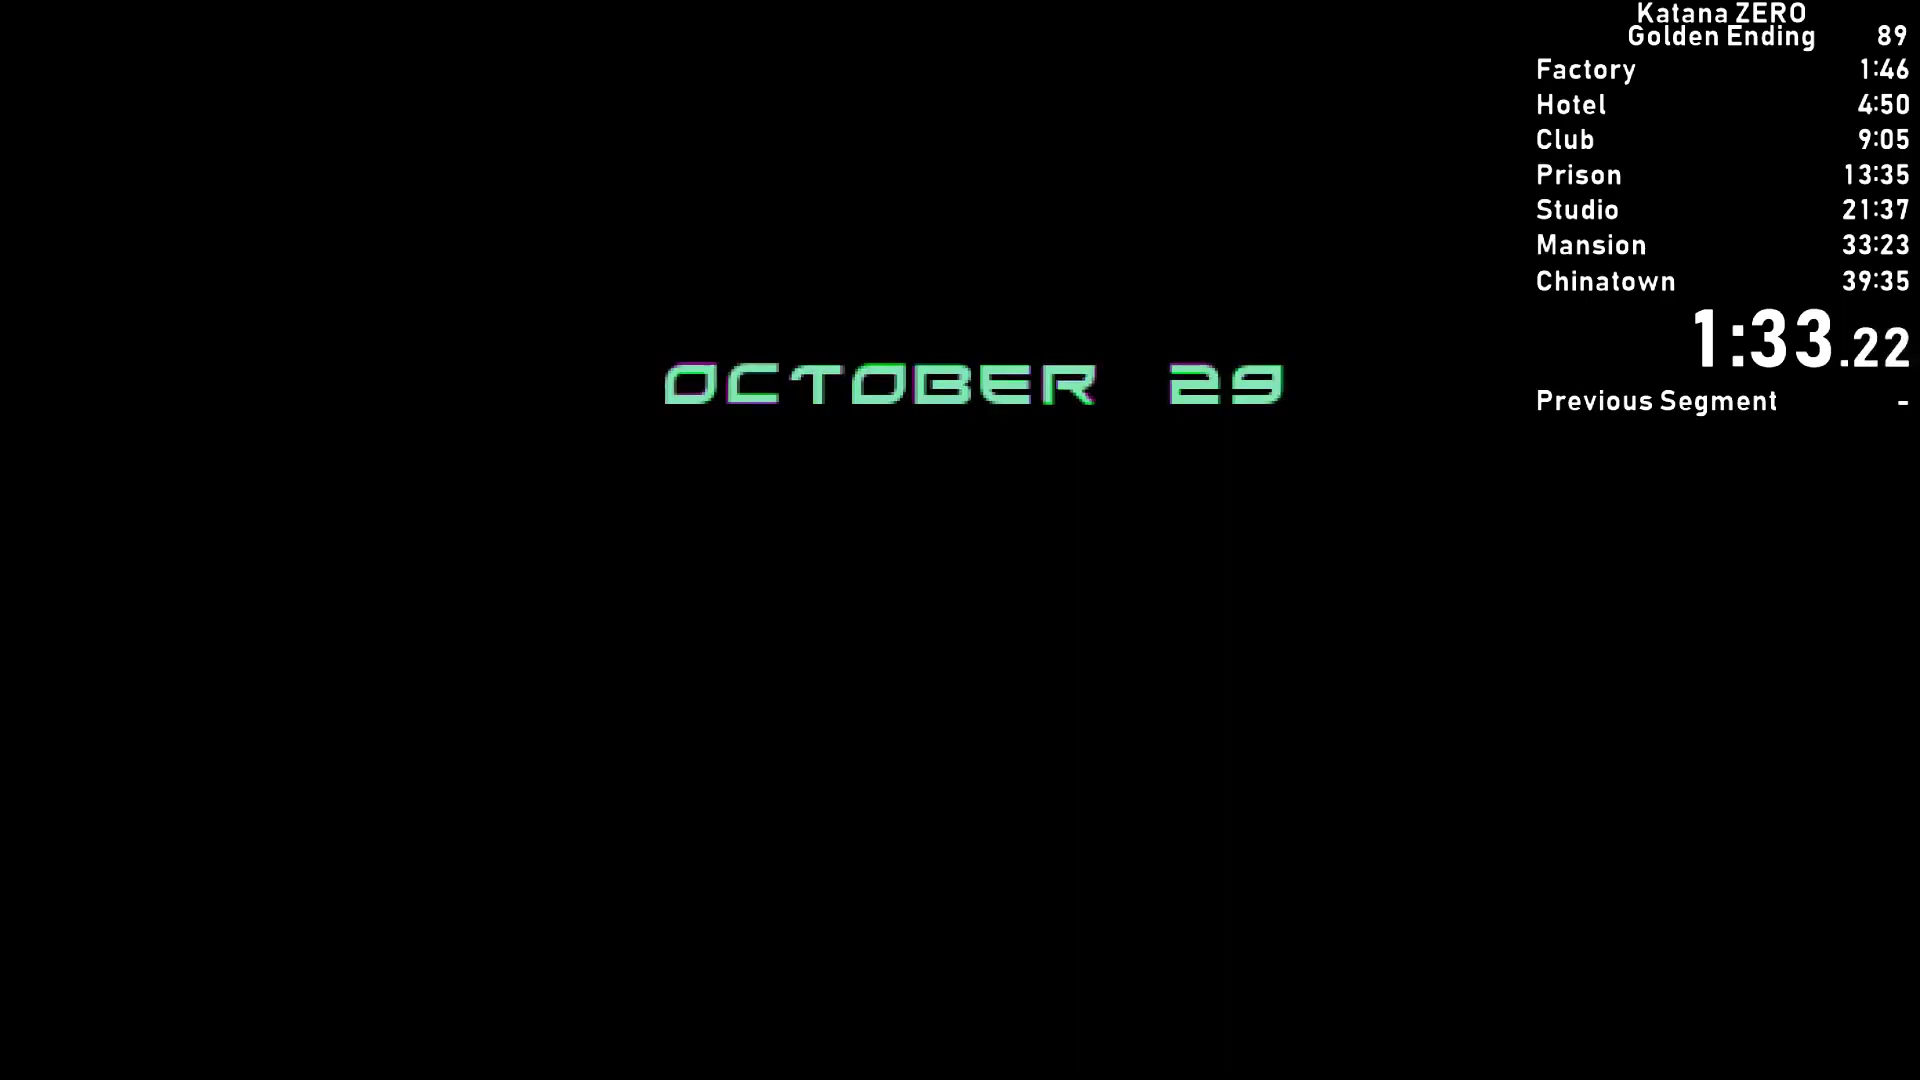 Katana ZERO
Golden Ending 89
Factory 1:46
Hotel 4:50
Club 9:05
Prison 13:35
Studio 21:37
Mansion 33:23
Chinatown 39:35
1:33.22
OCTOBER 29
Previous Segment -